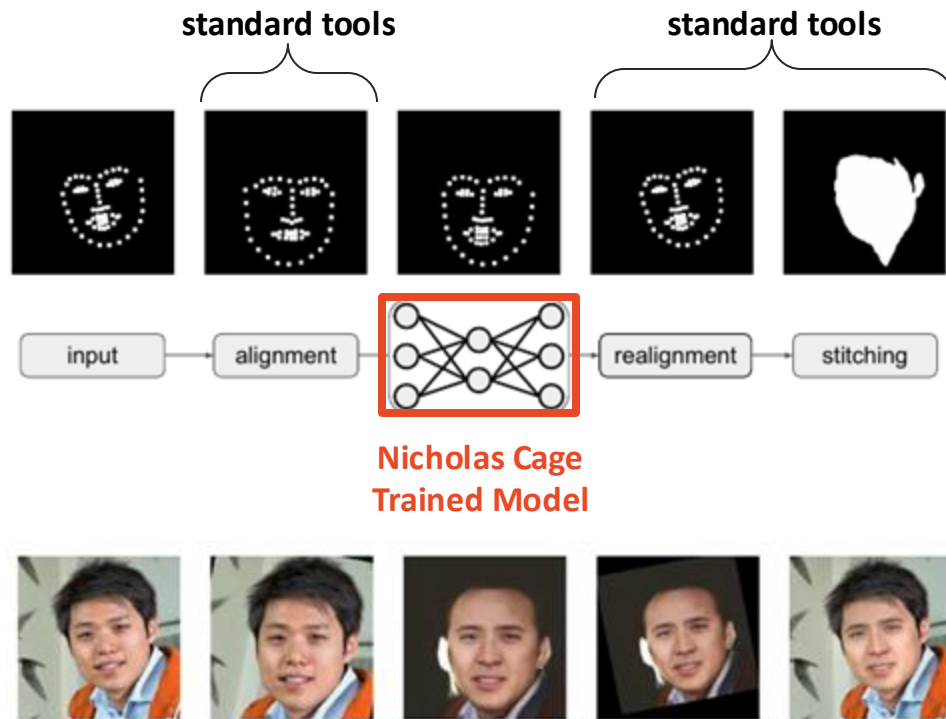 standard tools
standard tools
input
alignment
realignment
stitching
Nicholas Cage
Trained Model